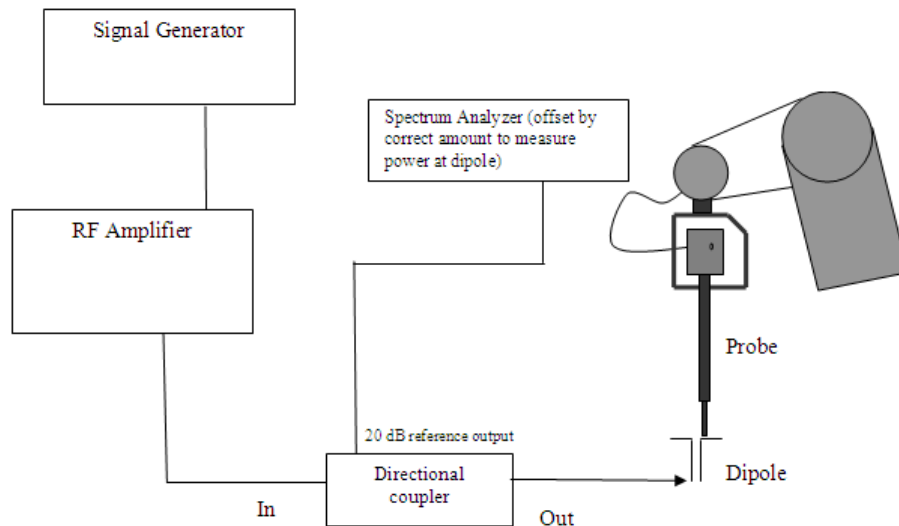 Signal Generator
Spectrum Analyzer (offset by
correct amount to measure
power at dipole)
RF Amplifier
Probe
20 dB reference output
Directional
coupler
Dipole
In
Out